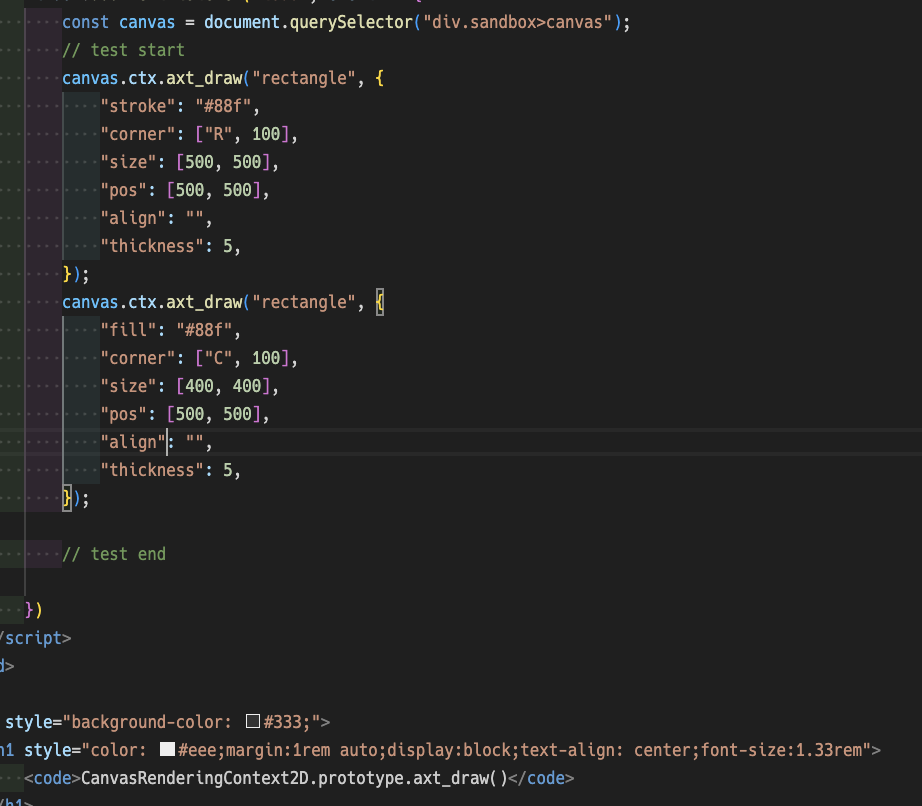 const canvas = document.querySelector("div.sandbox>canvas");
// test start
canvas.ctx.axt_draw("rectangle", {
"stroke": "#88f",
"corner": ["R", 100],
"size": [500, 500],
"pos": [500, 500],
"align": "",
"thickness": 5,
});
canvas.ctx.axt_draw("rectangle", {
"fill": "#88f",
"corner": ["C", 100],
"size": [400, 400],
"pos": [500, 500],
"align": "",
"thickness": 5,
});
// test end
})
/script>
d>
style="background-color: #333;">
h1 style="color: #eee;margin:1rem auto;display:block;text-align: center;font-size:1.33rem">
<code>CanvasRenderingContext2D.prototype.axt_draw()</code>
/h1>